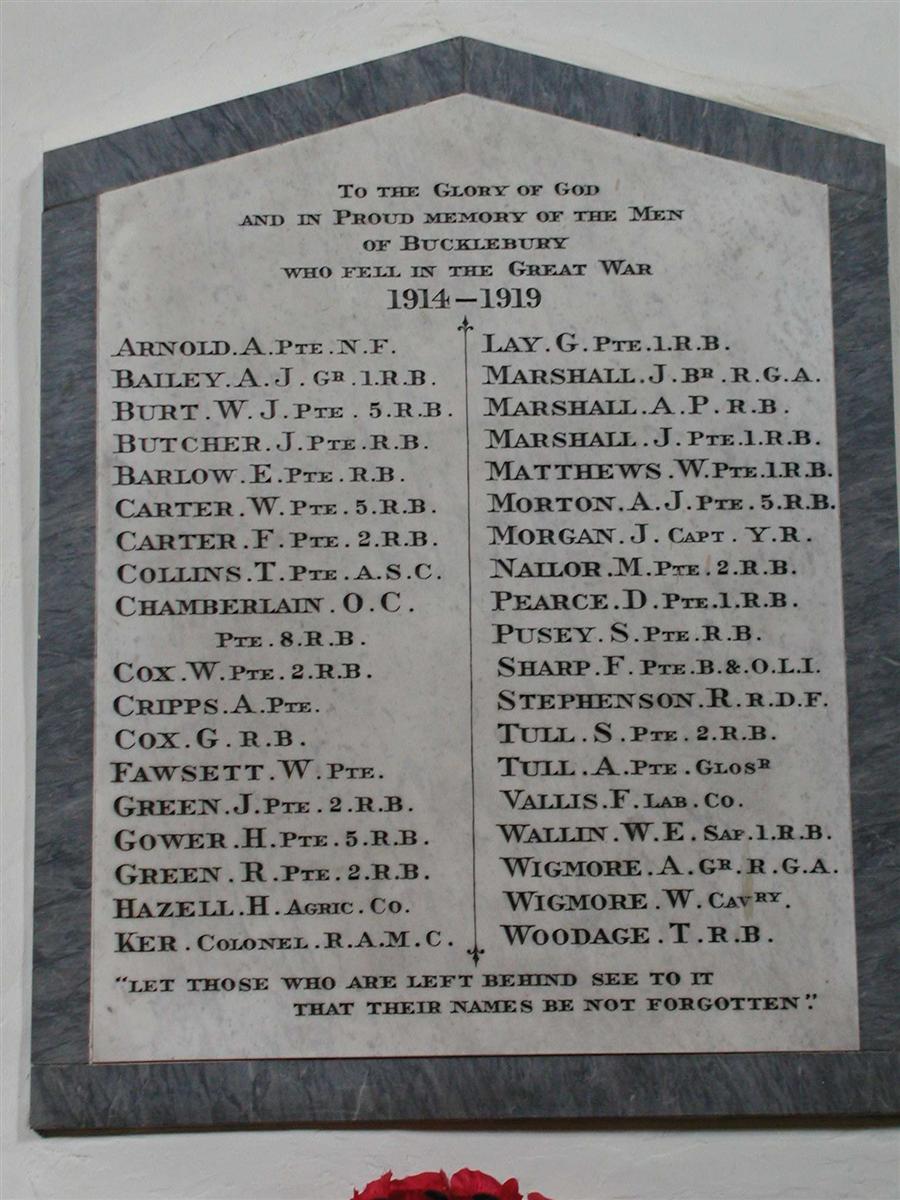 To the Glory of God
and in Proud memory of the Men
of Bucklebury
who fell in the Great War
1914–1919
Arnold. A. Pte. N. F.
Bailey. A. J. Gr. 1. R. B.
Burt. W. J. Pte. 5. R. B.
Butcher. J. Pte. R. B.
Barlow. E. Pte. R. B.
Carter. W. Pte. 5. R. B.
Carter. F. Pte. 2. R. B.
Collins. T. Pte. A. S. C.
Chamberlain. O. C.
Pte. 8. R. B.
Cox. W. Pte. 2. R. B.
Cripps. A. Pte.
Cox. G. R. B.
Fawsett. W. Pte.
Green. J. Pte. 2. R. B.
Gower. H. Pte. 5. R. B.
Green. R. Pte. 2. R. B.
Hazell. H. Agric. Co.
Ker. Colonel. R. A. M. C.
Lay. G. Pte. 1. R. B.
Marshall. J. Br. R. G. A.
Marshall. A. P. R. B.
Marshall. J. Pte. 1. R. B.
Matthews. W. Pte. 1. R. B.
Morton. A. J. Pte. 5. R. B.
Morgan. J. Capt. Y. R.
Nailor. M. Pte. 2. R. B.
Pearce. D. Pte. 1. R. B.
Pusey. S. Pte. R. B.
Sharp. F. Pte. B. & O. L. I.
Stephenson. R. R. D. F.
Tull. S. Pte. 2. R. B.
Tull. A. Pte. Glosr
Vallis. F. Lab. Co.
Wallin. W. E. Sap. 1. R. B.
Wigmore. A. Gr. R. G. A.
Wigmore. W. Cavry.
Woodage. T. R. B.
"Let those who are left behind see to it
that their names be not forgotten."